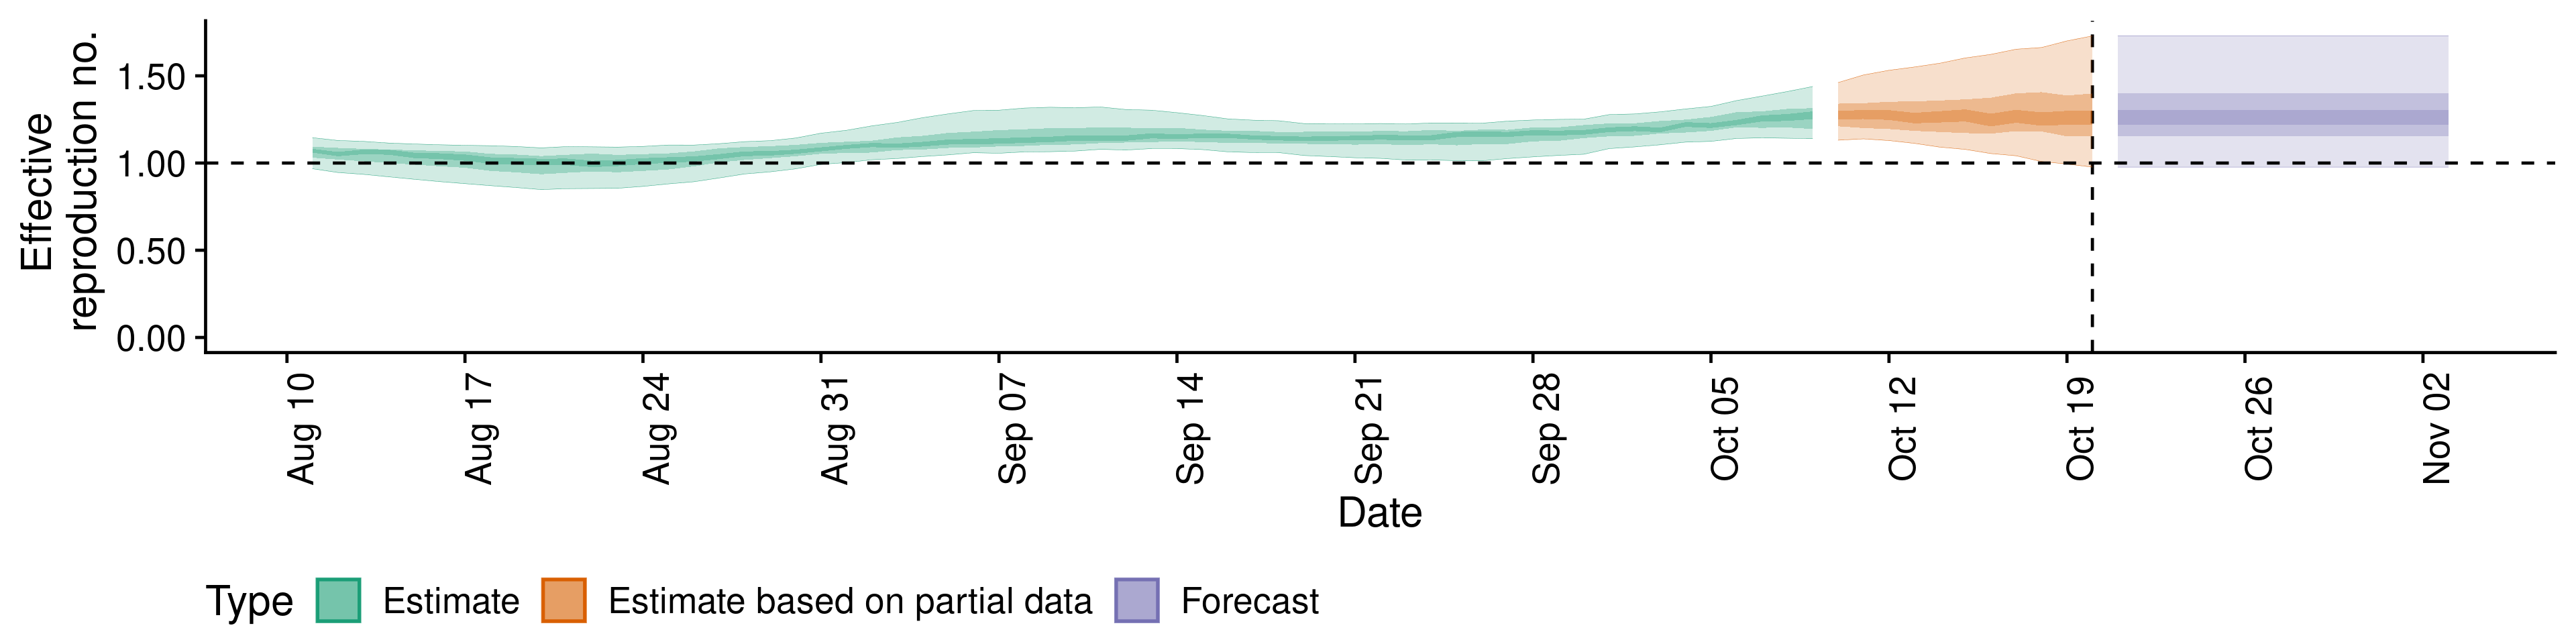 Effective
reproduction no.
1.50
1.00
0.50
0.00
Aug 10
Aug 17
Aug 24
Aug 31
Sep 07
Sep 14
Sep 21
Sep 28
Oct 05
Oct 12
Oct 19
Oct 26
Nov 02
Date
Type Estimate Estimate based on partial data Forecast